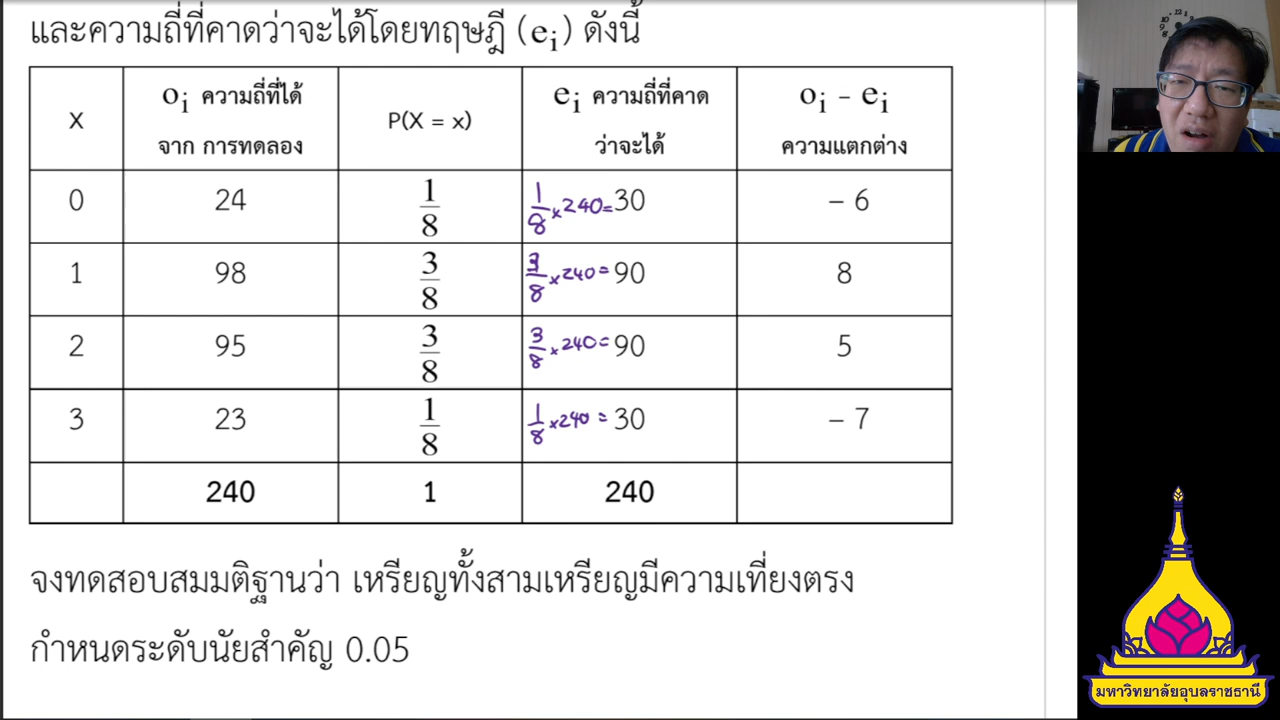 และความถี่ที่คาดว่าจะได้โดยทฤษฎี (eᵢ) ดังนี้
X oᵢ ความถี่ที่ได้จาก การทดลอง P(X = x) eᵢ ความถี่ที่คาดว่าจะได้ oᵢ – eᵢ ความแตกต่าง
0 24 1/8 1/8 × 240 = 30 – 6
1 98 3/8 3/8 × 240 = 90 8
2 95 3/8 3/8 × 240 = 90 5
3 23 1/8 1/8 × 240 = 30 – 7
240 1 240
จงทดสอบสมมติฐานว่า เหรียญทั้งสามเหรียญมีความเที่ยงตรง
กำหนดระดับนัยสำคัญ 0.05
มหาวิทยาลัยอุบลราชธานี